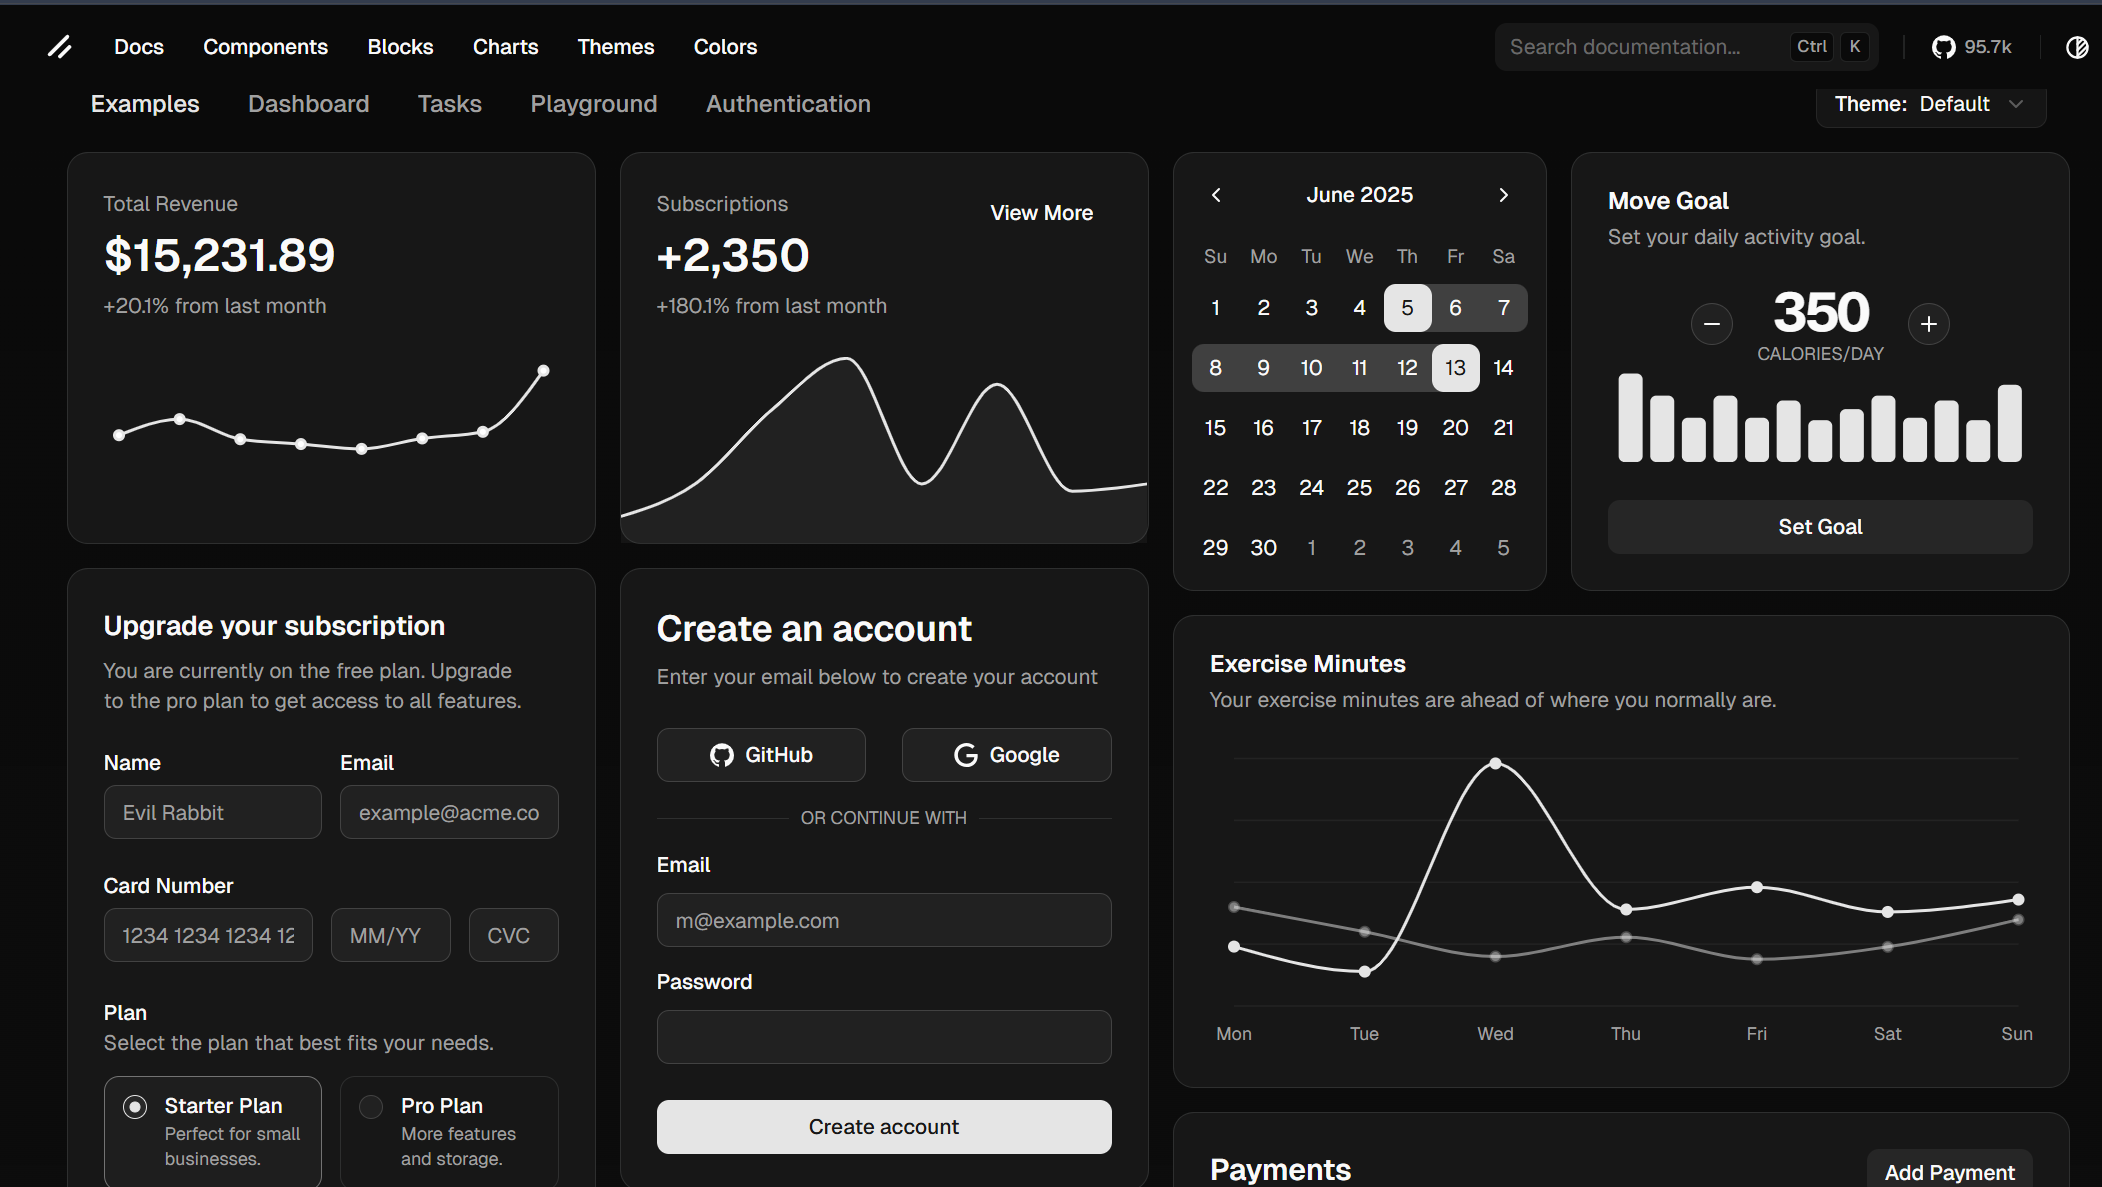 Docs Components Blocks Charts Themes Colors
Search documentation... Ctrl K
95.7k
Examples Dashboard Tasks Playground Authentication
Theme: Default
Total Revenue
$15,231.89
+20.1% from last month
Subscriptions
+2,350
+180.1% from last month
View More
June 2025
Su Mo Tu We Th Fr Sa
1 2 3 4 5 6 7
8 9 10 11 12 13 14
15 16 17 18 19 20 21
22 23 24 25 26 27 28
29 30 1 2 3 4 5
Move Goal
Set your daily activity goal.
350
CALORIES/DAY
Set Goal
Upgrade your subscription
You are currently on the free plan. Upgrade
to the pro plan to get access to all features.
Name Email
Evil Rabbit example@acme.co
Card Number
1234 1234 1234 12 MM/YY CVC
Plan
Select the plan that best fits your needs.
Starter Plan
Perfect for small
businesses.
Pro Plan
More features
and storage.
Create an account
Enter your email below to create your account
GitHub Google
OR CONTINUE WITH
Email
m@example.com
Password
Create account
Exercise Minutes
Your exercise minutes are ahead of where you normally are.
Mon Tue Wed Thu Fri Sat Sun
Payments
Add Payment